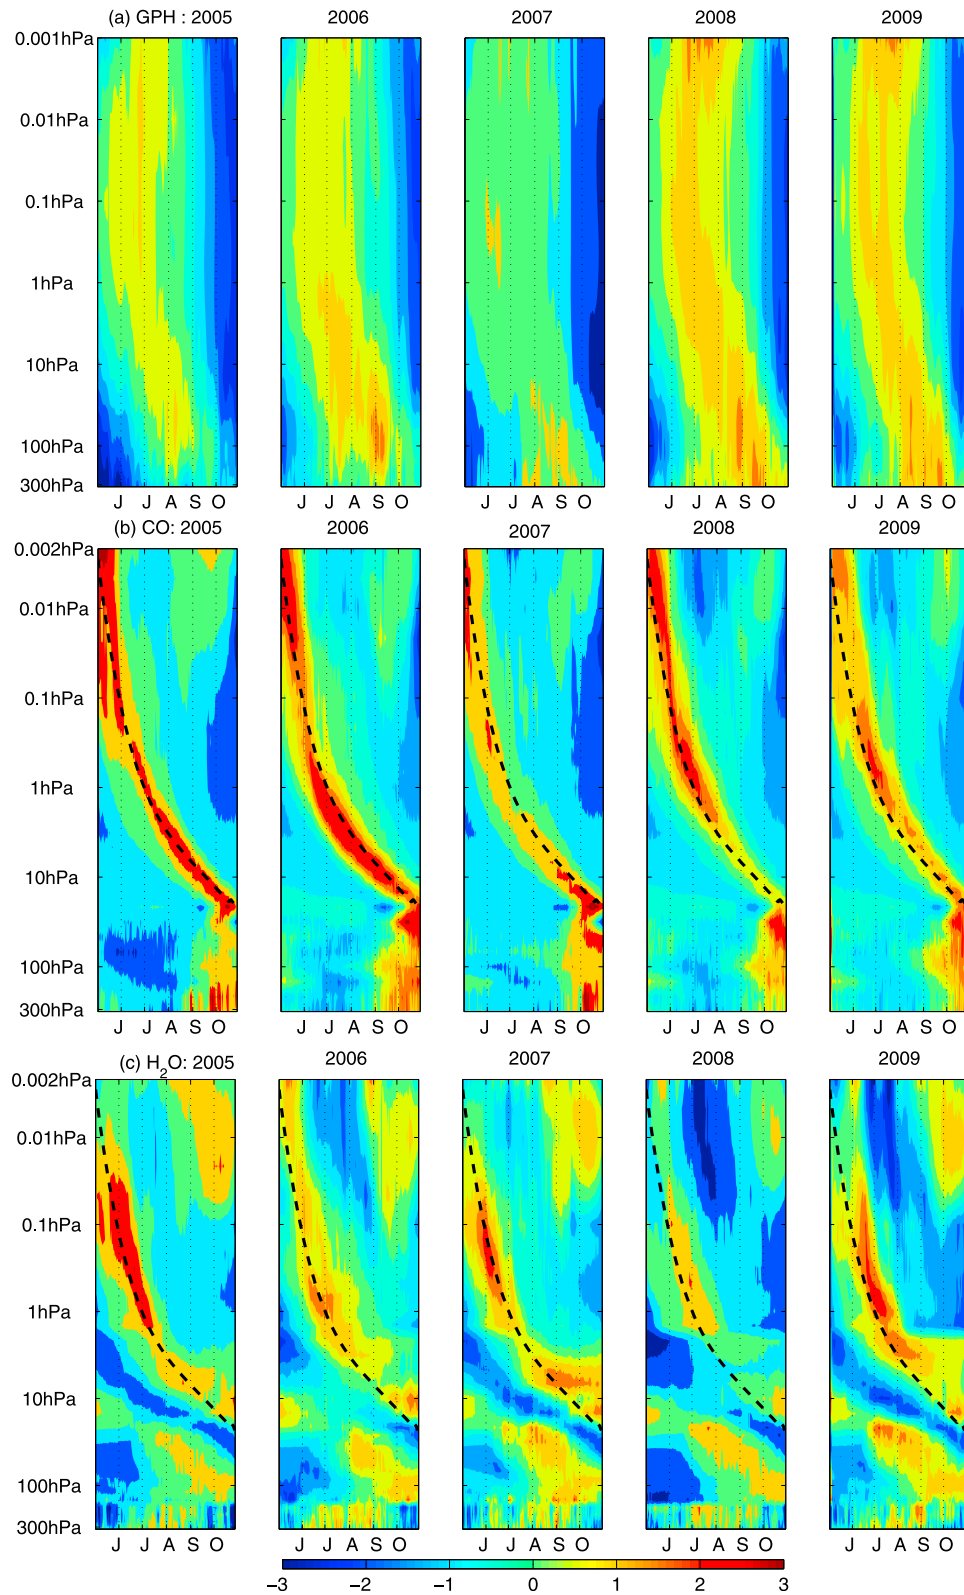 (a) GPH : 2005 2006 2007 2008 2009
0.001hPa
0.01hPa
0.1hPa
1hPa
10hPa
100hPa
300hPa
J J A S O J J A S O J J A S O J J A S O J J A S O
(b) CO: 2005 2006 2007 2008 2009
0.002hPa
0.01hPa
0.1hPa
1hPa
10hPa
100hPa
300hPa
J J A S O J J A S O J J A S O J J A S O J J A S O
(c) H₂O: 2005 2006 2007 2008 2009
0.002hPa
0.01hPa
0.1hPa
1hPa
10hPa
100hPa
300hPa
J J A S O J J A S O J J A S O J J A S O J J A S O
−3 −2 −1 0 1 2 3